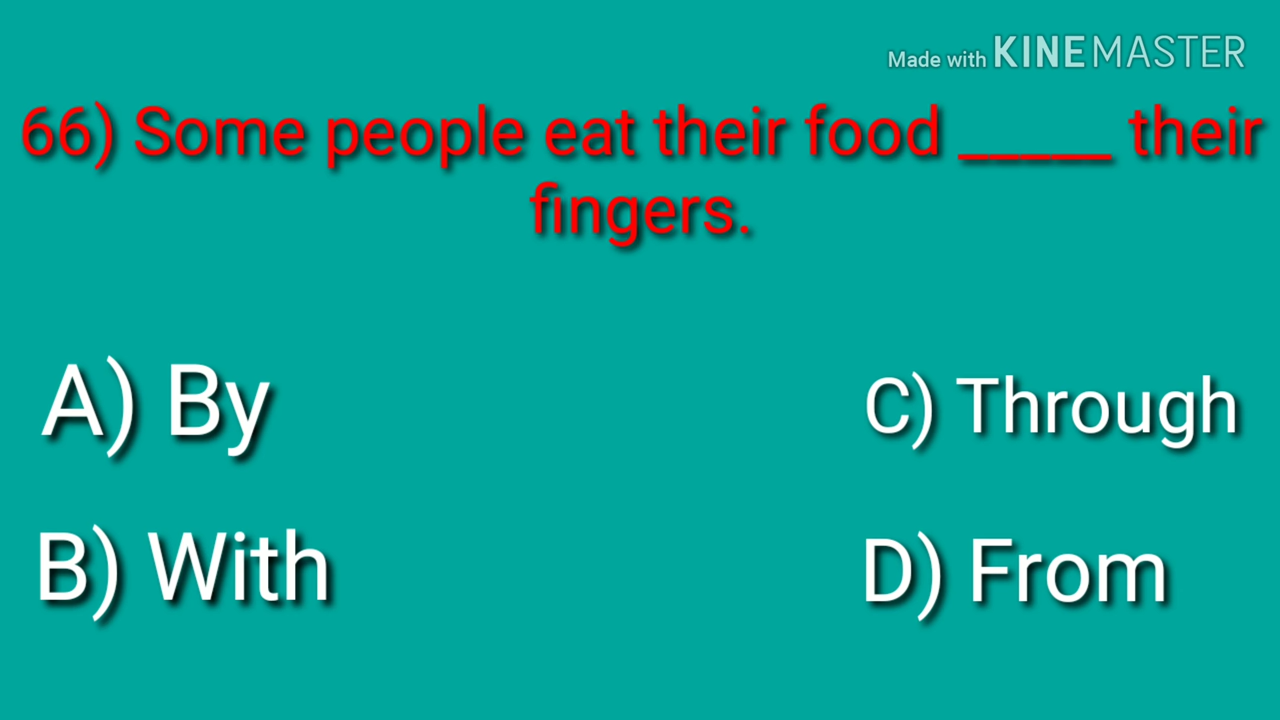 Made with KINEMASTER
66) Some people eat their food _____ their
fingers.
A) By
C) Through
B) With
D) From